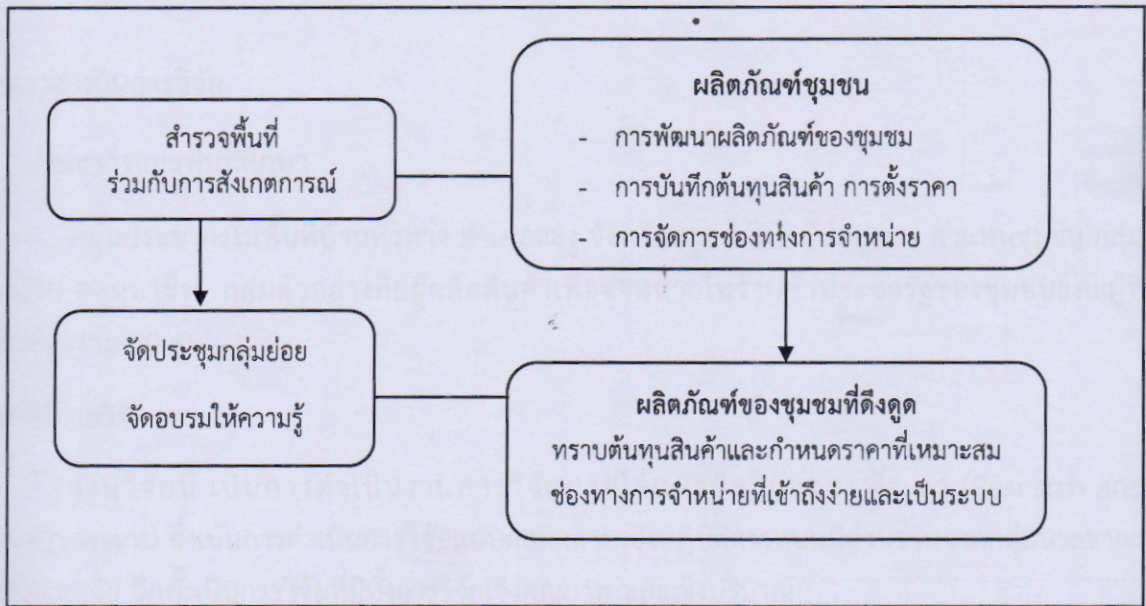 สำรวจพื้นที่
ร่วมกับการสังเกตการณ์
ผลิตภัณฑ์ชุมชน
- การพัฒนาผลิตภัณฑ์ของชุมชม
- การบันทึกต้นทุนสินค้า การตั้งราคา
- การจัดการช่องทางการจำหน่าย
จัดประชุมกลุ่มย่อย
จัดอบรมให้ความรู้
ผลิตภัณฑ์ของชุมชมที่ดึงดูด
ทราบต้นทุนสินค้าและกำหนดราคาที่เหมาะสม
ช่องทางการจำหน่ายที่เข้าถึงง่ายและเป็นระบบ